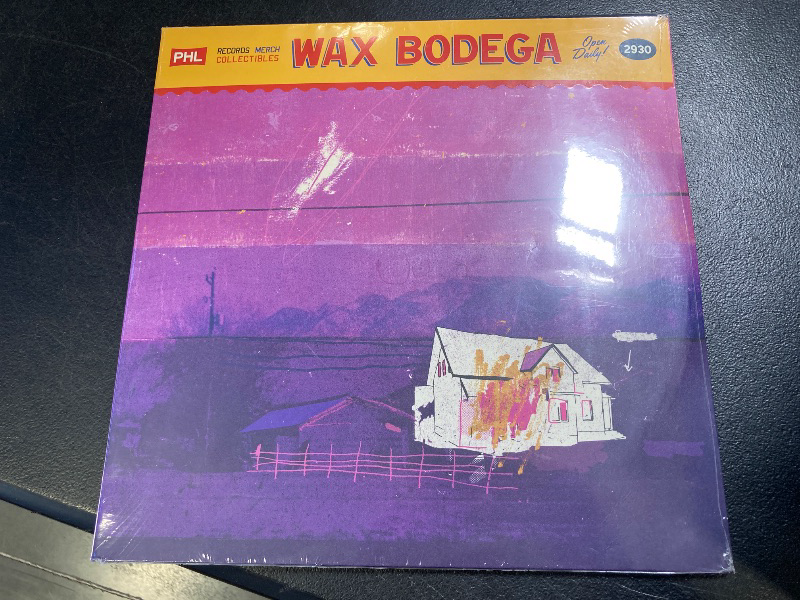 PHL
RECORDS MERCH
COLLECTIBLES
WAX BODEGA
Open
Daily!
2930